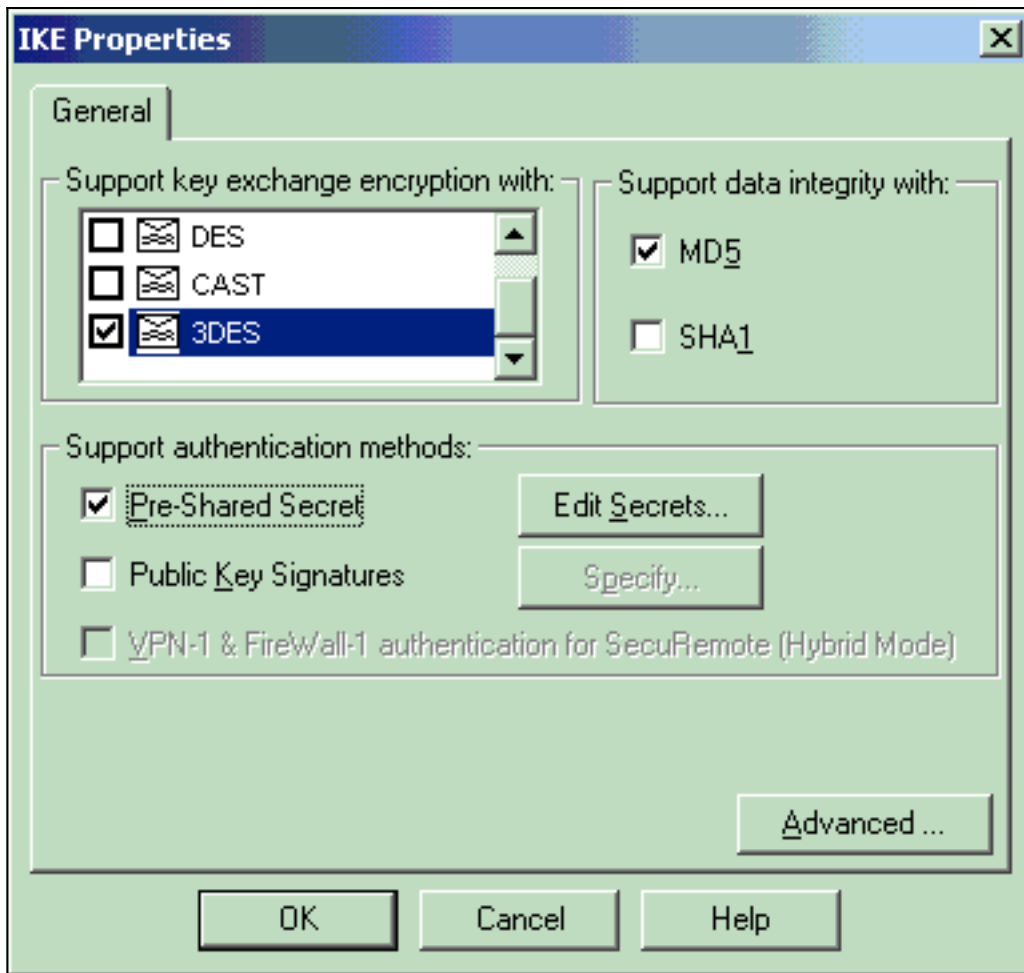 IKE Properties
General
Support key exchange encryption with:
DES
CAST
3DES
Support data integrity with:
MD5
SHA1
Support authentication methods:
Pre-Shared Secret
Edit Secrets...
Public Key Signatures
Specify...
VPN-1 & FireWall-1 authentication for SecuRemote (Hybrid Mode)
Advanced ...
OK
Cancel
Help